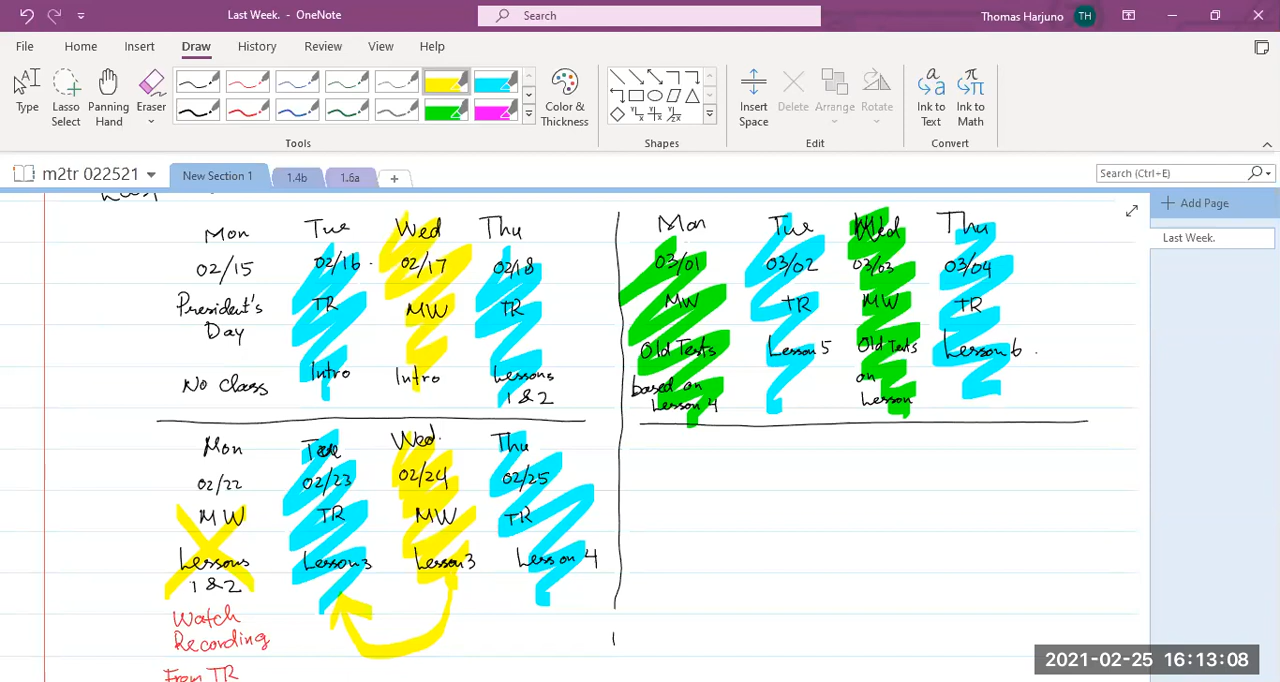 Last Week. - OneNote
Search
Thomas Harjuno
TH
File
Home
Insert
Draw
History
Review
View
Help
Type
Lasso
Select
Panning
Hand
Eraser
Color &
Thickness
Insert
Space
Delete
Arrange
Rotate
Ink to
Text
Ink to
Math
Tools
Shapes
Edit
Convert
m2tr 022521
New Section 1
1.4b
1.6a
Search (Ctrl+E)
Add Page
Last Week.
Mon
02/15
President's
Day
No Class
Tue
02/16
TR
Intro
Wed
02/17
MW
Intro
Thu
02/18
TR
Lessons
1 & 2
Mon
03/01
MW
Old Tests
based on
Lesson 4
Tue
03/02
TR
Lesson 5
Wed
03/03
MW
Old Tests
on
Lesson
Thu
03/04
TR
Lesson 6
Mon
02/22
MW
Lessons
1 & 2
Watch
Recording
From TR
Tue
02/23
TR
Lesson 3
Wed.
02/24
MW
Lesson 3
Thu
02/25
TR
Lesson 4
2021-02-25 16:13:08